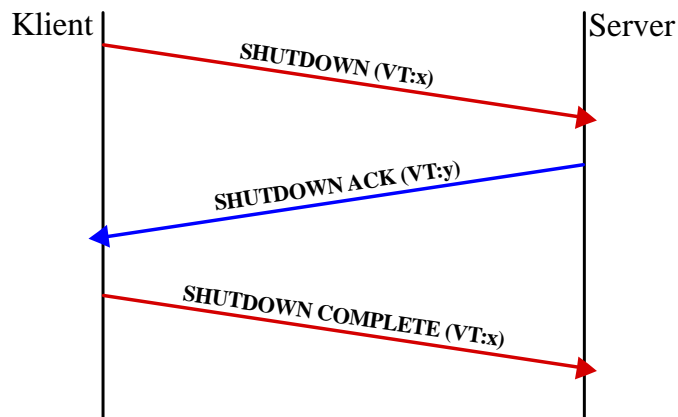 Klient
Server
SHUTDOWN (VT:x)
SHUTDOWN ACK (VT:y)
SHUTDOWN COMPLETE (VT:x)